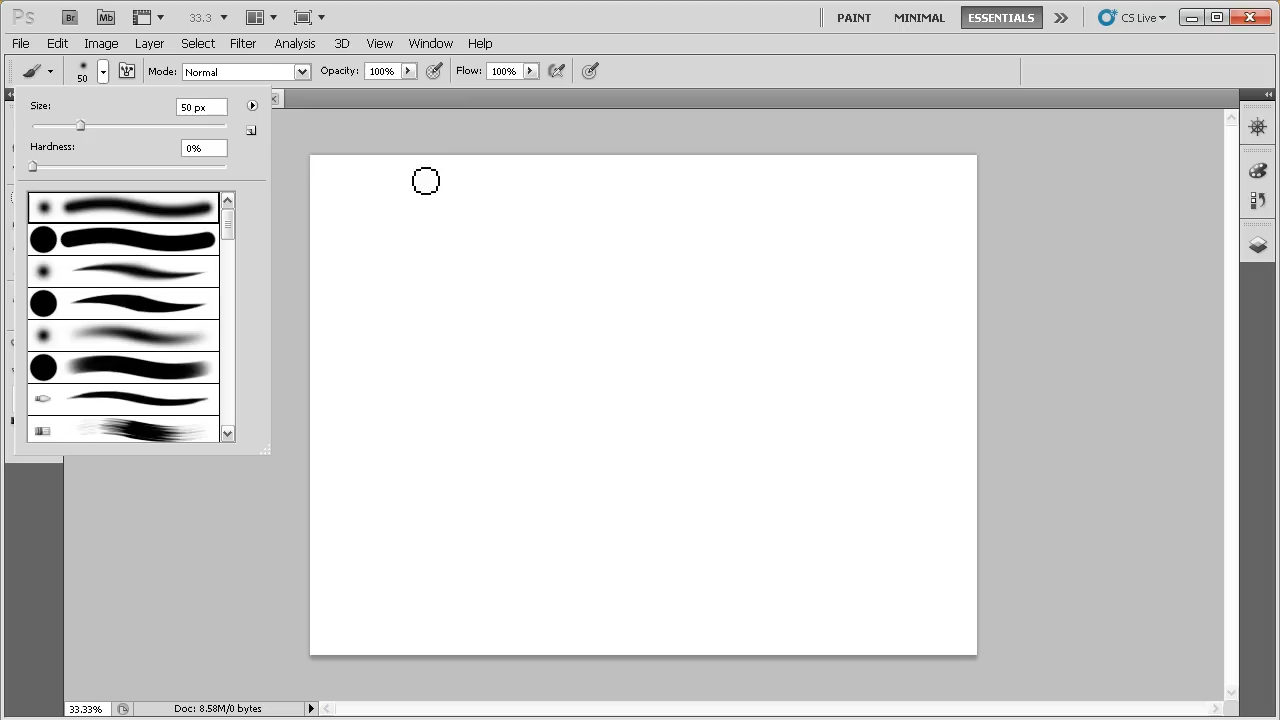 Ps Br Mb 33.3 PAINT MINIMAL ESSENTIALS CS Live
File Edit Image Layer Select Filter Analysis 3D View Window Help
50 Mode: Normal Opacity: 100% Flow: 100%
Size: 50 px
Hardness: 0%
33.33% Doc: 8.58M/0 bytes